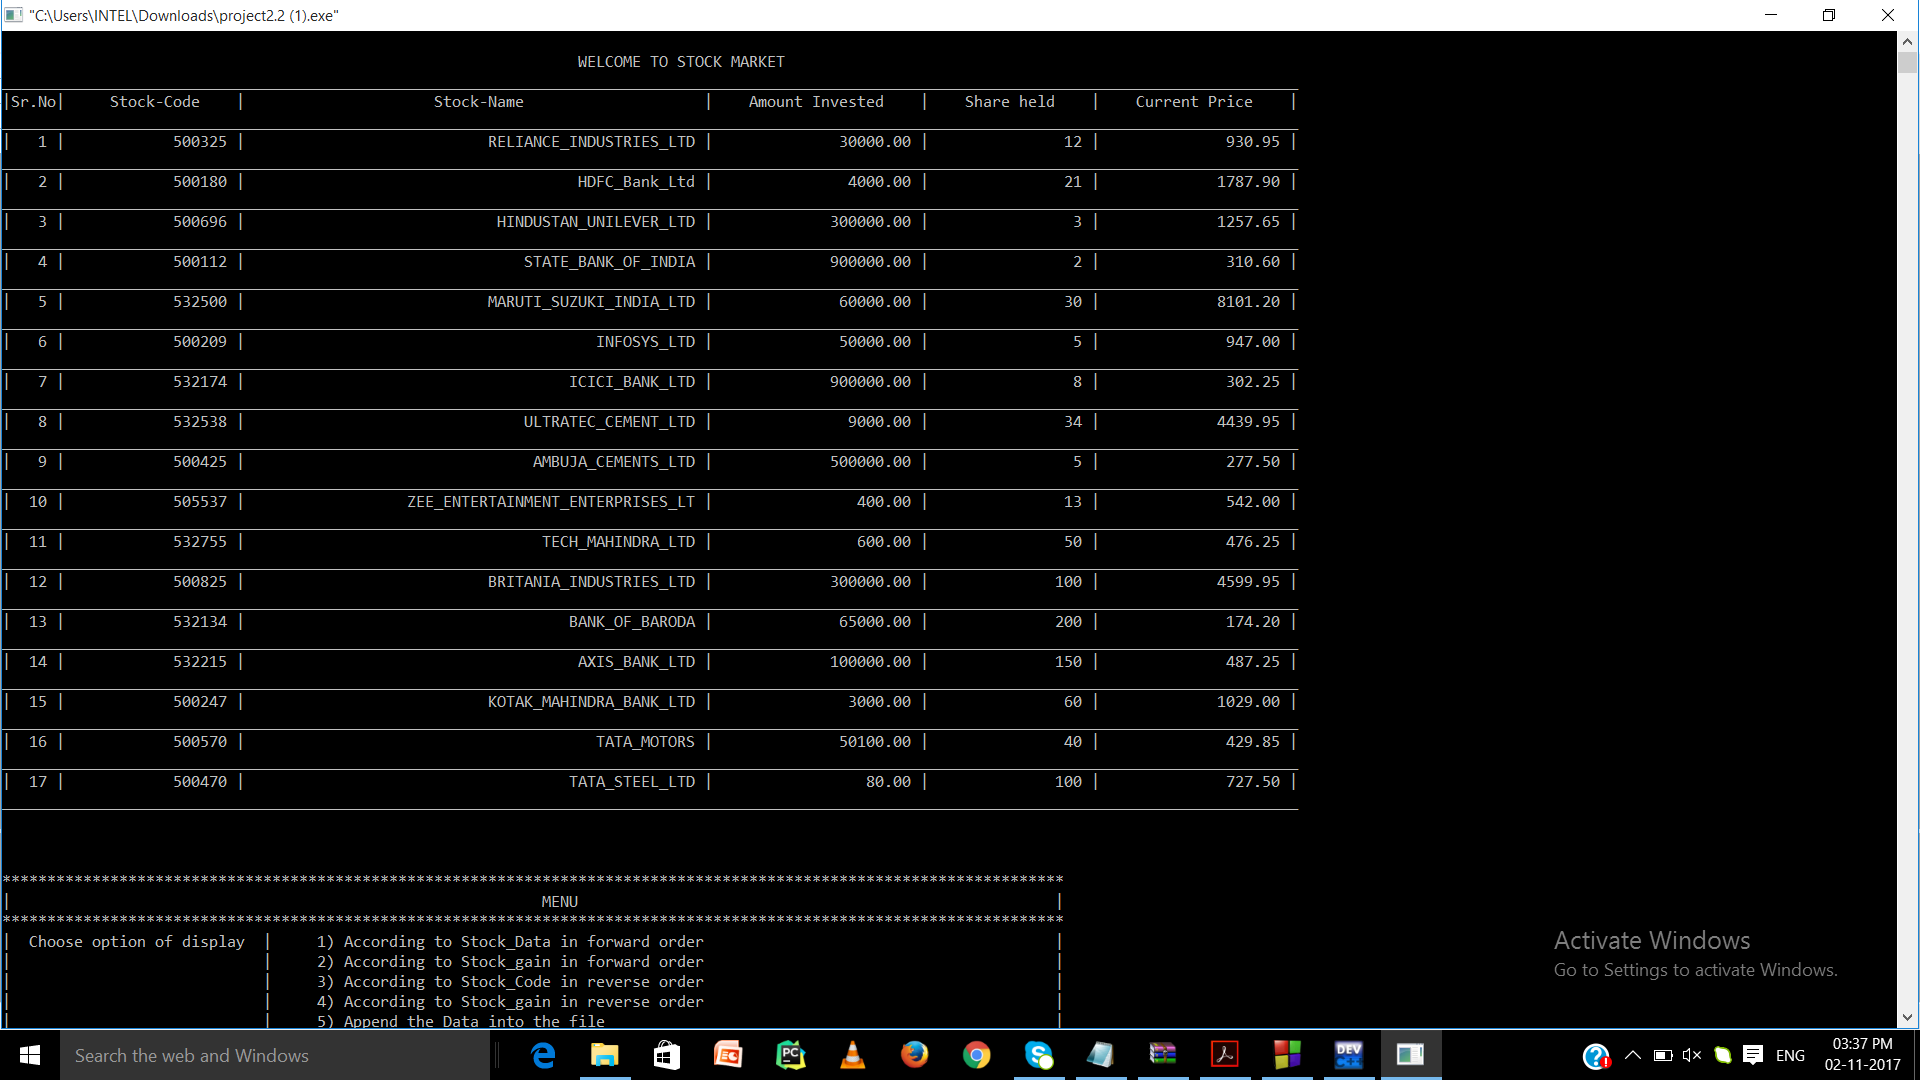 "C:\Users\INTEL\Downloads\project2.2 (1).exe"
WELCOME TO STOCK MARKET
|Sr.No| Stock-Code | Stock-Name | Amount Invested | Share held | Current Price |
| 1 | 500325 | RELIANCE_INDUSTRIES_LTD | 30000.00 | 12 | 930.95 |
| 2 | 500180 | HDFC_Bank_Ltd | 4000.00 | 21 | 1787.90 |
| 3 | 500696 | HINDUSTAN_UNILEVER_LTD | 300000.00 | 3 | 1257.65 |
| 4 | 500112 | STATE_BANK_OF_INDIA | 900000.00 | 2 | 310.60 |
| 5 | 532500 | MARUTI_SUZUKI_INDIA_LTD | 60000.00 | 30 | 8101.20 |
| 6 | 500209 | INFOSYS_LTD | 50000.00 | 5 | 947.00 |
| 7 | 532174 | ICICI_BANK_LTD | 900000.00 | 8 | 302.25 |
| 8 | 532538 | ULTRATEC_CEMENT_LTD | 9000.00 | 34 | 4439.95 |
| 9 | 500425 | AMBUJA_CEMENTS_LTD | 500000.00 | 5 | 277.50 |
| 10 | 505537 | ZEE_ENTERTAINMENT_ENTERPRISES_LT | 400.00 | 13 | 542.00 |
| 11 | 532755 | TECH_MAHINDRA_LTD | 600.00 | 50 | 476.25 |
| 12 | 500825 | BRITANIA_INDUSTRIES_LTD | 300000.00 | 100 | 4599.95 |
| 13 | 532134 | BANK_OF_BARODA | 65000.00 | 200 | 174.20 |
| 14 | 532215 | AXIS_BANK_LTD | 100000.00 | 150 | 487.25 |
| 15 | 500247 | KOTAK_MAHINDRA_BANK_LTD | 3000.00 | 60 | 1029.00 |
| 16 | 500570 | TATA_MOTORS | 50100.00 | 40 | 429.85 |
| 17 | 500470 | TATA_STEEL_LTD | 80.00 | 100 | 727.50 |
| MENU |
| Choose option of display | 1) According to Stock_Data in forward order |
| | 2) According to Stock_gain in forward order |
| | 3) According to Stock_Code in reverse order |
| | 4) According to Stock_gain in reverse order |
| | 5) Append the Data into the file |
Activate Windows
Go to Settings to activate Windows.
Search the web and Windows
PC
DEV
ENG
03:37 PM
02-11-2017